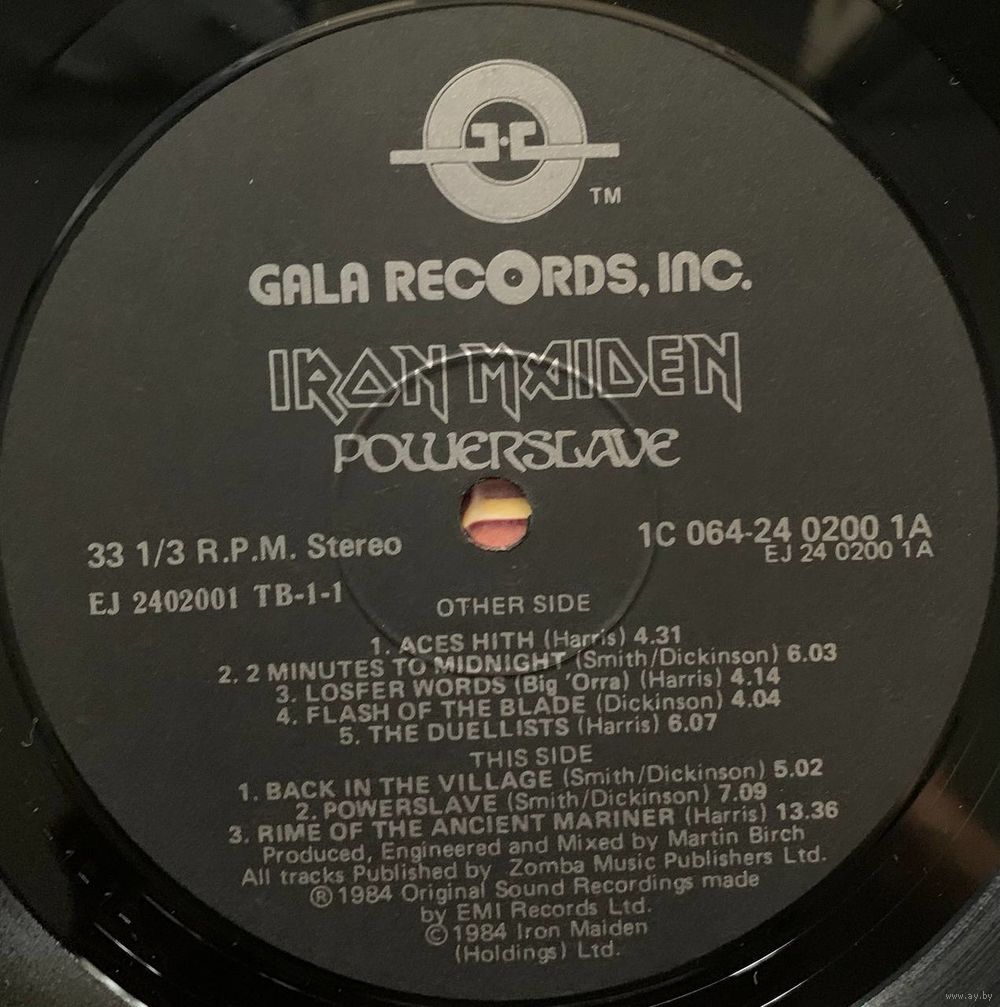 TM
GALA RECORDS, INC.
IRON MAIDEN
POWERSLAVE
33 1/3 R.P.M. Stereo
1C 064-24 0200 1A
EJ 24 0200 1A
EJ 2402001 TB-1-1
OTHER SIDE
1. ACES HITH (Harris) 4.31
2. 2 MINUTES TO MIDNIGHT (Smith/Dickinson) 6.03
3. LOSFER WORDS (Big 'Orra) (Harris) 4.14
4. FLASH OF THE BLADE (Dickinson) 4.04
5. THE DUELLISTS (Harris) 6.07
THIS SIDE
1. BACK IN THE VILLAGE (Smith/Dickinson) 5.02
2. POWERSLAVE (Smith/Dickinson) 7.09
3. RIME OF THE ANCIENT MARINER (Harris) 13.36
Produced, Engineered and Mixed by Martin Birch
All tracks Published by Zomba Music Publishers Ltd.
®1984 Original Sound Recordings made
by EMI Records Ltd.
©1984 Iron Maiden
(Holdings) Ltd.
www.ay.by